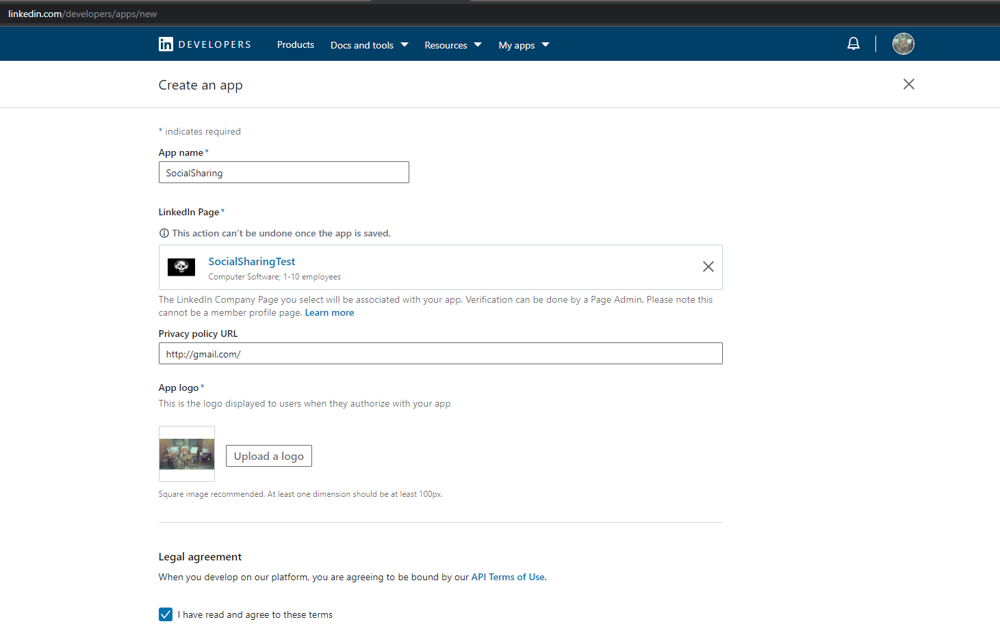 linkedin.com/developers/apps/new
in DEVELOPERS Products Docs and tools Resources My apps
Create an app
* indicates required
App name*
SocialSharing
LinkedIn Page*
This action can't be undone once the app is saved.
SocialSharingTest
Computer Software; 1-10 employees
The LinkedIn Company Page you select will be associated with your app. Verification can be done by a Page Admin. Please note this
cannot be a member profile page. Learn more
Privacy policy URL
http://gmail.com/
App logo*
This is the logo displayed to users when they authorize with your app
Upload a logo
Square image recommended. At least one dimension should be at least 100px.
Legal agreement
When you develop on our platform, you are agreeing to be bound by our API Terms of Use.
I have read and agree to these terms